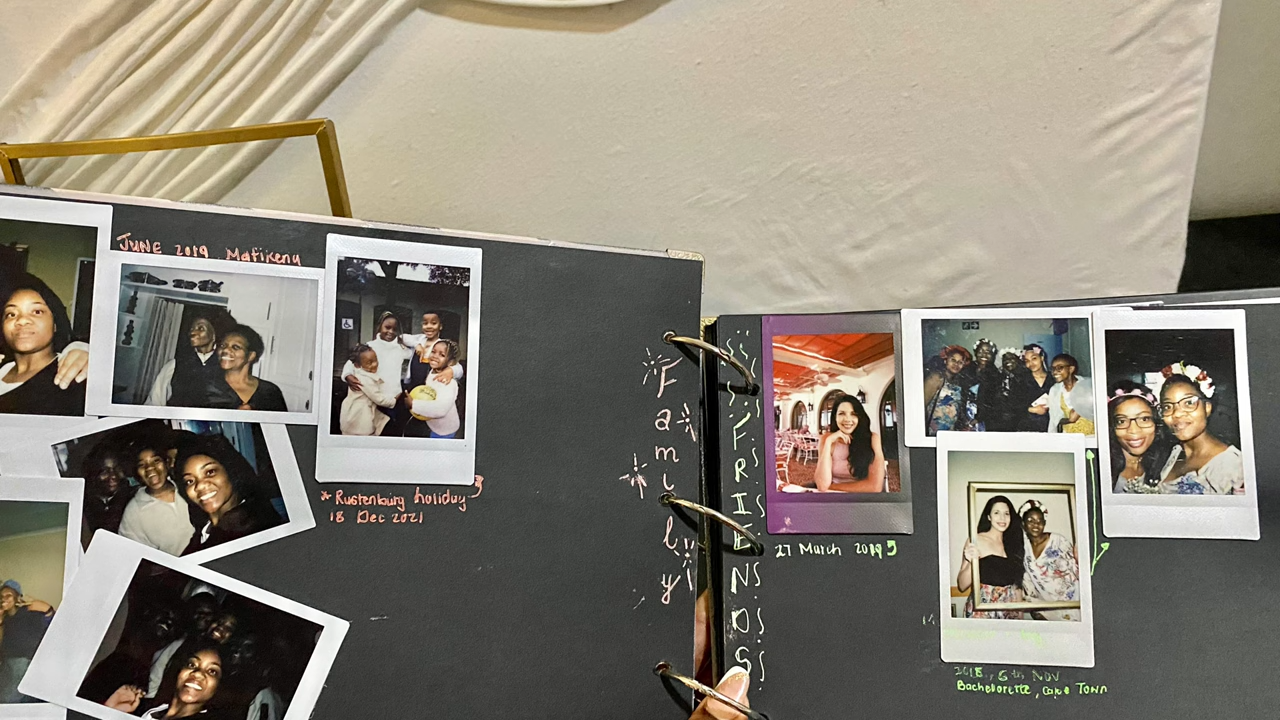 JUNE 2019 Mafikeng
* Rustenburg holiday
18 Dec 2021
Family
FRIENDS
27 March 2019
2018, 6th NOV
Bachelorette, Cape Town